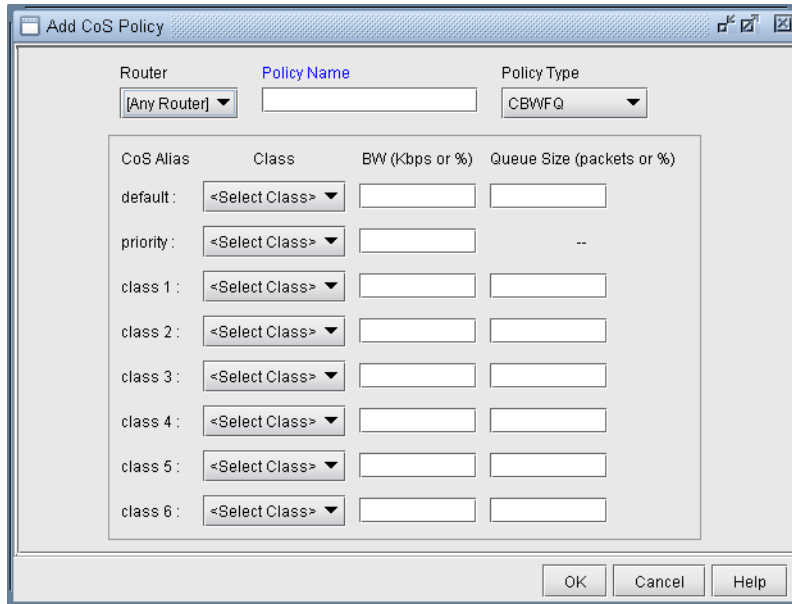 Add CoS Policy
Router Policy Name Policy Type
[Any Router] CBWFQ
CoS Alias Class BW (Kbps or %) Queue Size (packets or %)
default : <Select Class>
priority : <Select Class> --
class 1 : <Select Class>
class 2 : <Select Class>
class 3 : <Select Class>
class 4 : <Select Class>
class 5 : <Select Class>
class 6 : <Select Class>
OK Cancel Help